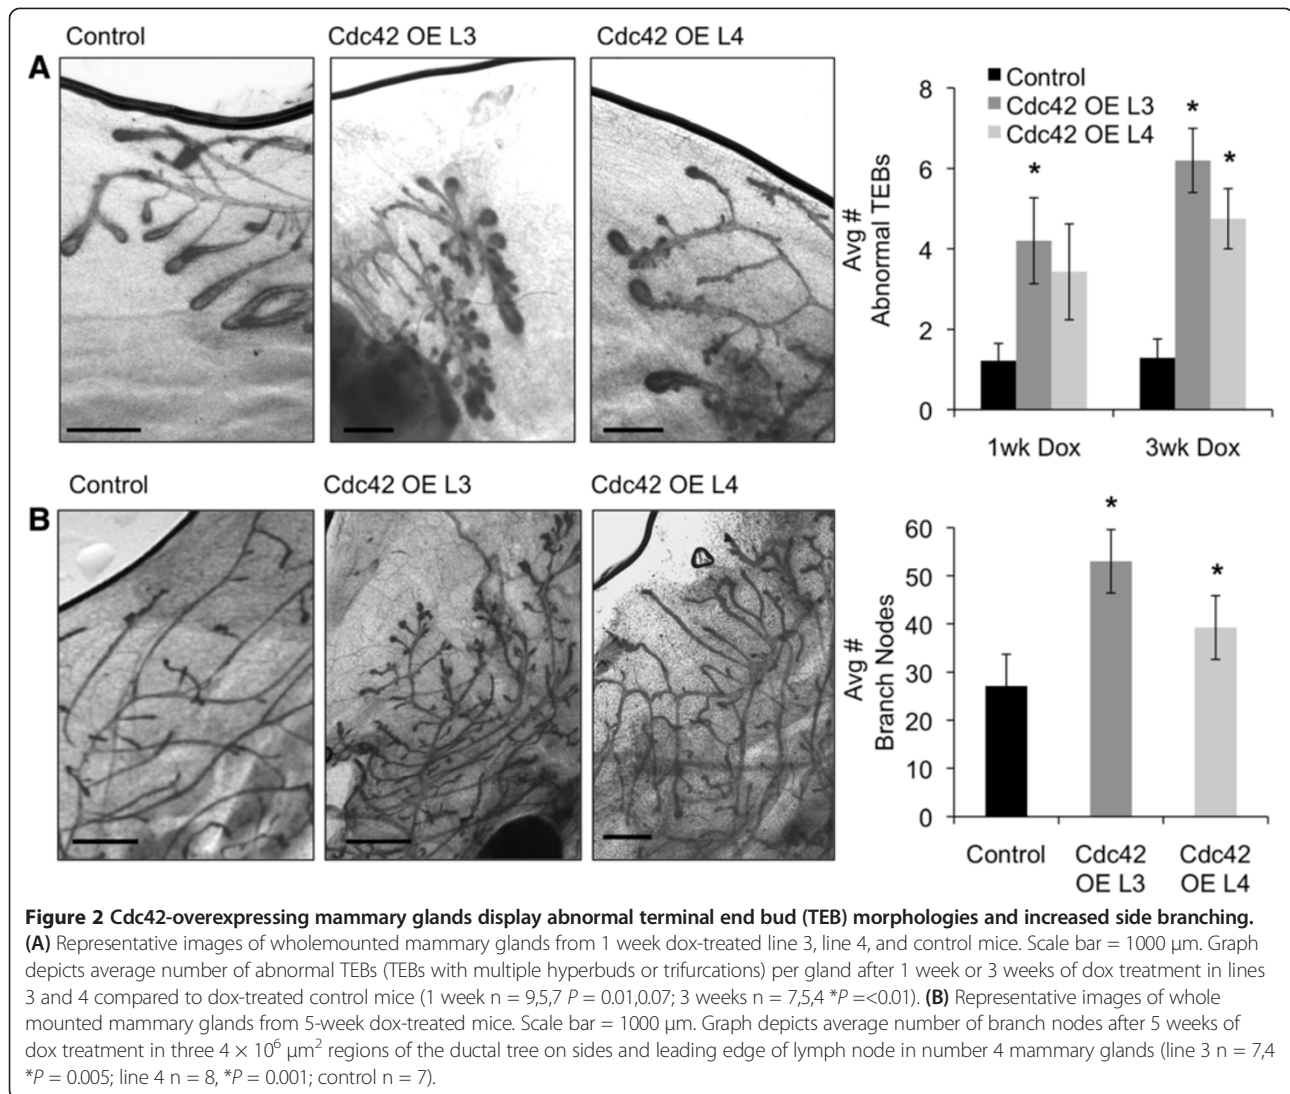 Control
Cdc42 OE L3
Cdc42 OE L4
A
Avg #
Abnormal TEBs
8
6
4
2
0
Control
Cdc42 OE L3
Cdc42 OE L4
*
*
*
1wk Dox
3wk Dox
Control
Cdc42 OE L3
Cdc42 OE L4
B
Avg #
Branch Nodes
60
50
40
30
20
10
0
*
*
Control
Cdc42
OE L3
Cdc42
OE L4
Figure 2 Cdc42-overexpressing mammary glands display abnormal terminal end bud (TEB) morphologies and increased side branching.
(A) Representative images of wholemounted mammary glands from 1 week dox-treated line 3, line 4, and control mice. Scale bar = 1000 μm. Graph
depicts average number of abnormal TEBs (TEBs with multiple hyperbuds or trifurcations) per gland after 1 week or 3 weeks of dox treatment in lines
3 and 4 compared to dox-treated control mice (1 week n = 9,5,7 P = 0.01,0.07; 3 weeks n = 7,5,4 *P =<0.01). (B) Representative images of whole
mounted mammary glands from 5-week dox-treated mice. Scale bar = 1000 μm. Graph depicts average number of branch nodes after 5 weeks of
dox treatment in three 4 × 10⁶ μm² regions of the ductal tree on sides and leading edge of lymph node in number 4 mammary glands (line 3 n = 7,4
*P = 0.005; line 4 n = 8, *P = 0.001; control n = 7).